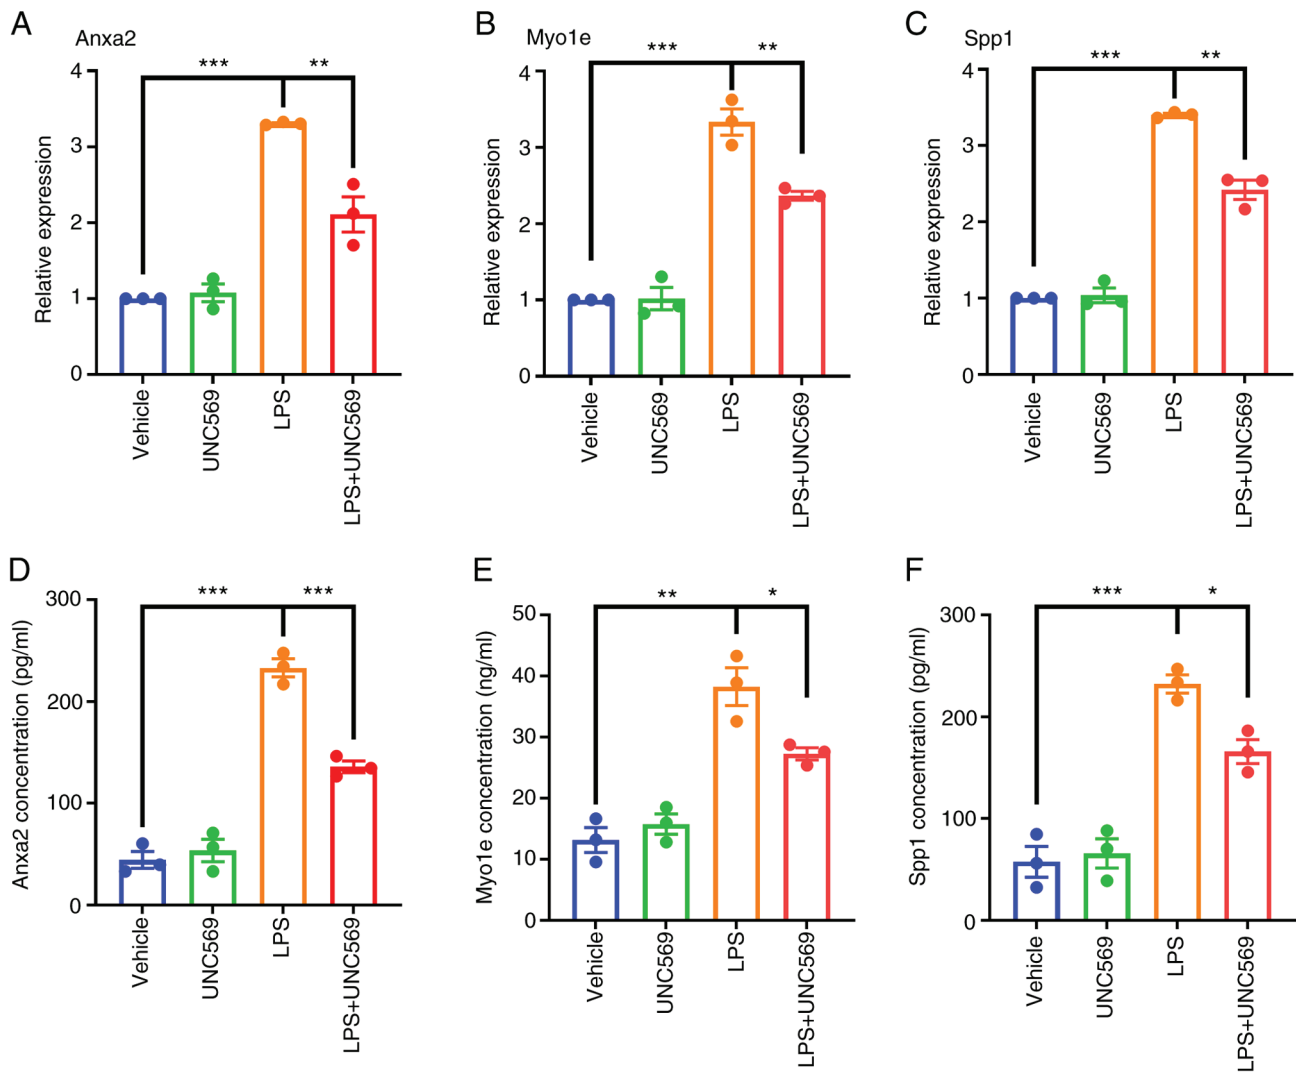 A
Anxa2
Relative expression
4
3
2
1
0
***
**
Vehicle
UNC569
LPS
LPS+UNC569
B
Myo1e
Relative expression
4
3
2
1
0
***
**
Vehicle
UNC569
LPS
LPS+UNC569
C
Spp1
Relative expression
4
3
2
1
0
***
**
Vehicle
UNC569
LPS
LPS+UNC569
D
Anxa2 concentration (pg/ml)
300
200
100
0
***
***
Vehicle
UNC569
LPS
LPS+UNC569
E
Myo1e concentration (ng/ml)
50
40
30
20
10
0
**
*
Vehicle
UNC569
LPS
LPS+UNC569
F
Spp1 concentration (pg/ml)
300
200
100
0
***
*
Vehicle
UNC569
LPS
LPS+UNC569